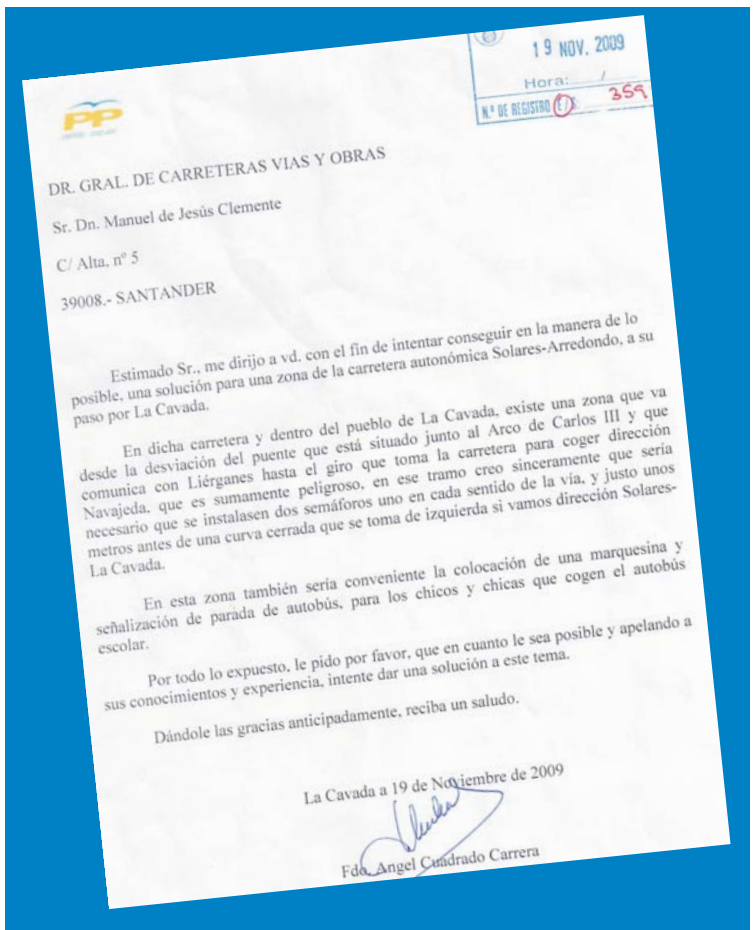 19 NOV. 2009
Hora: /
N.º DE REGISTRO E/S 359
PP
DR. GRAL. DE CARRETERAS VIAS Y OBRAS
Sr. Dn. Manuel de Jesús Clemente
C/ Alta, nº 5
39008.- SANTANDER
Estimado Sr., me dirijo a vd. con el fin de intentar conseguir en la manera de lo
posible, una solución para una zona de la carretera autonómica Solares-Arredondo, a su
paso por La Cavada.
En dicha carretera y dentro del pueblo de La Cavada, existe una zona que va
desde la desviación del puente que está situado junto al Arco de Carlos III y que
comunica con Liérganes hasta el giro que toma la carretera para coger dirección
Navajeda, que es sumamente peligroso, en ese tramo creo sinceramente que sería
necesario que se instalasen dos semáforos uno en cada sentido de la vía, y justo unos
metros antes de una curva cerrada que se toma de izquierda si vamos dirección Solares-
La Cavada.
En esta zona también sería conveniente la colocación de una marquesina y
señalización de parada de autobús, para los chicos y chicas que cogen el autobús
escolar.
Por todo lo expuesto, le pido por favor, que en cuanto le sea posible y apelando a
sus conocimientos y experiencia, intente dar una solución a este tema.
Dándole las gracias anticipadamente, reciba un saludo.
La Cavada a 19 de Noviembre de 2009
Fdo. Angel Cuadrado Carrera